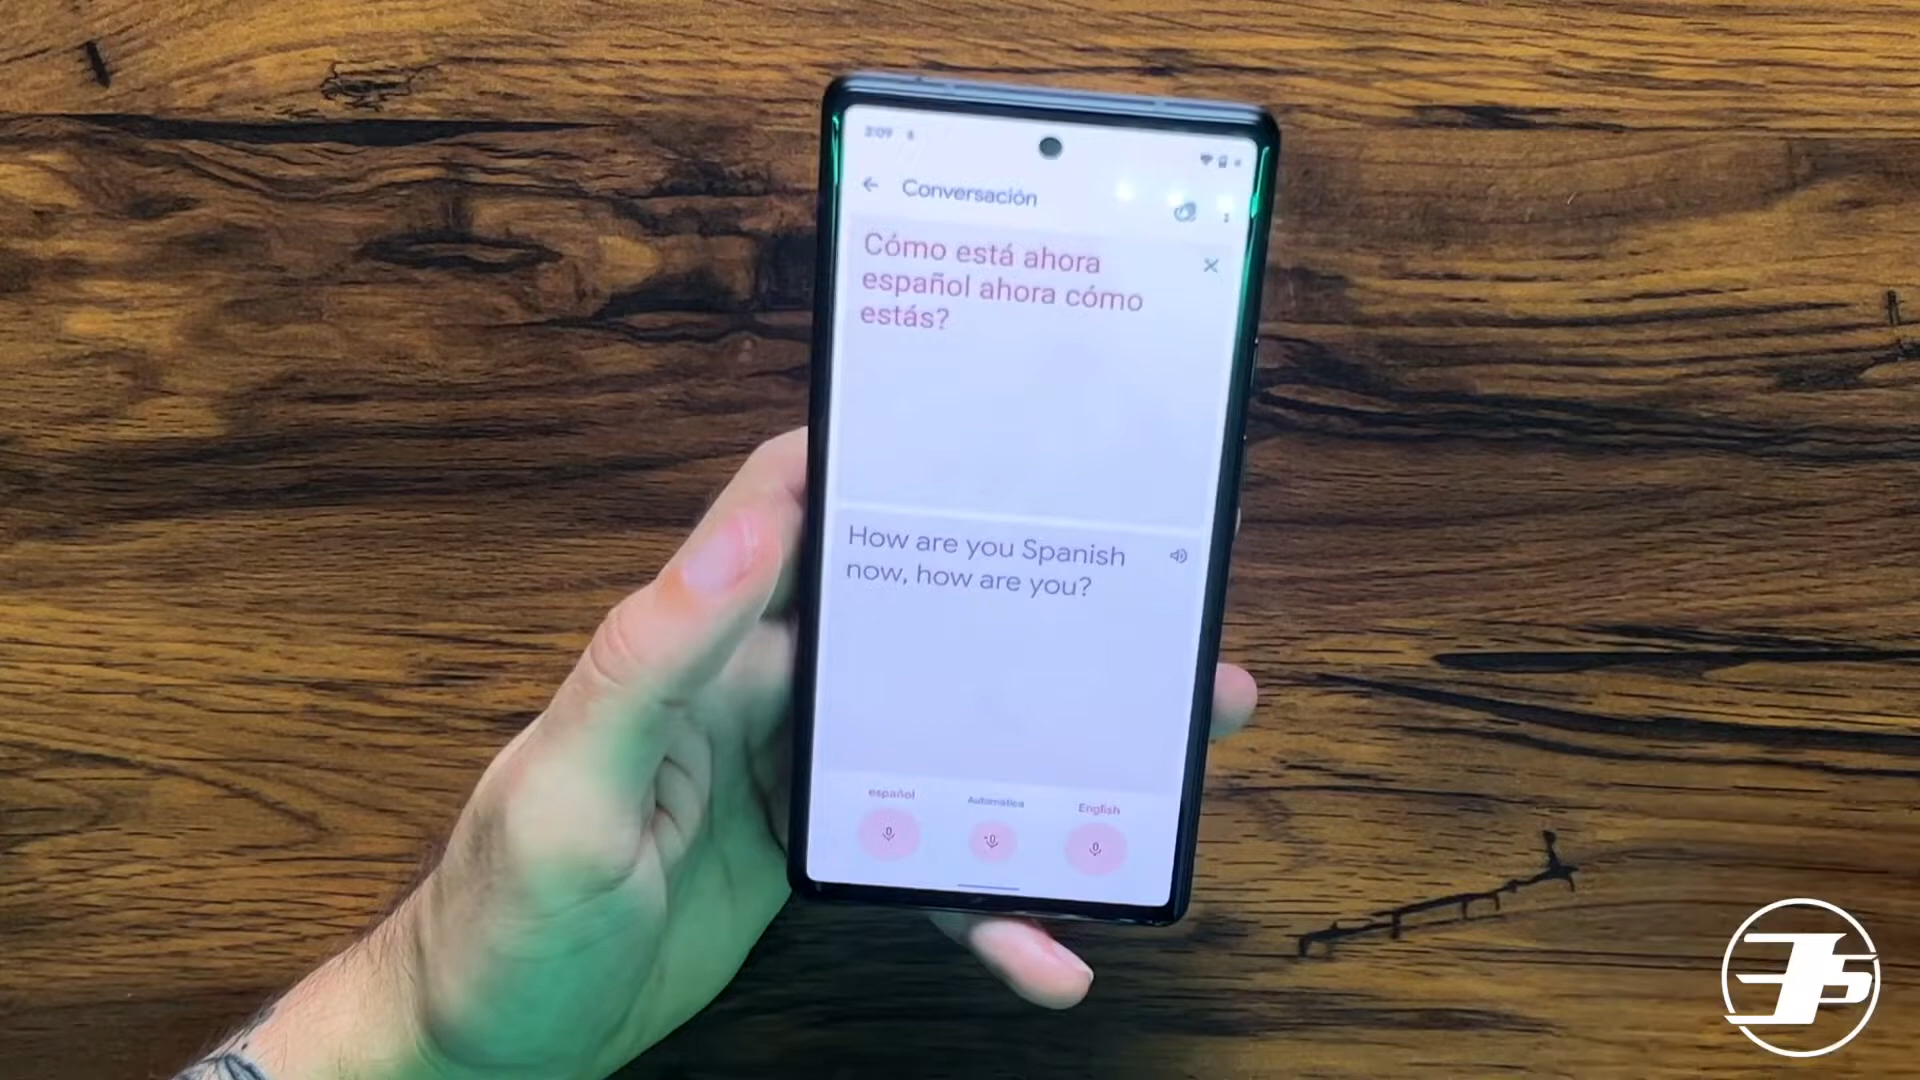 3:09
Conversación
Cómo está ahora
español ahora cómo
estás?
How are you Spanish
now, how are you?
español
Automática
English